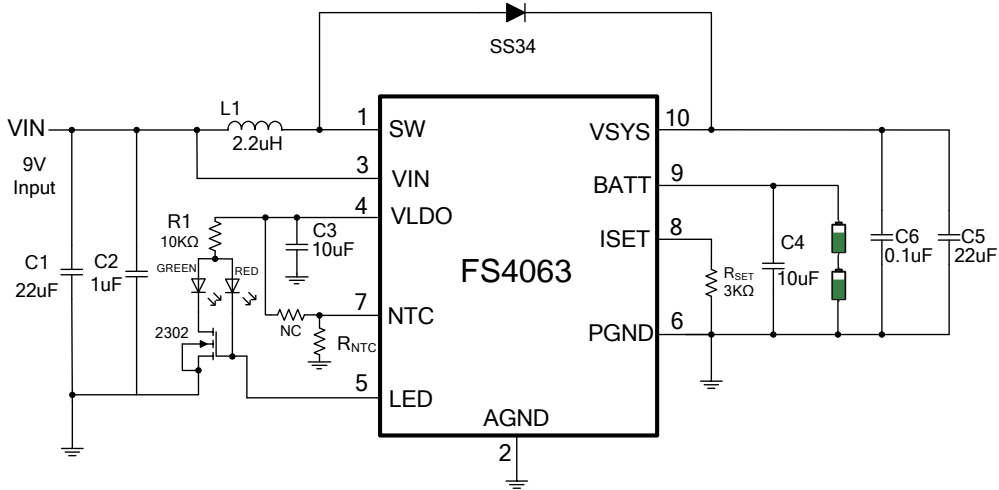 SS34
L1
2.2uH
VIN
9V
Input
1
SW
3
VIN
4
VLDO
R1
10KΩ
C3
10uF
GREEN
RED
C1
22uF
C2
1uF
2302
NC
RNTC
7
NTC
5
LED
FS4063
AGND
2
10
VSYS
9
BATT
8
ISET
RSET
3KΩ
C4
10uF
C6
0.1uF
C5
22uF
6
PGND